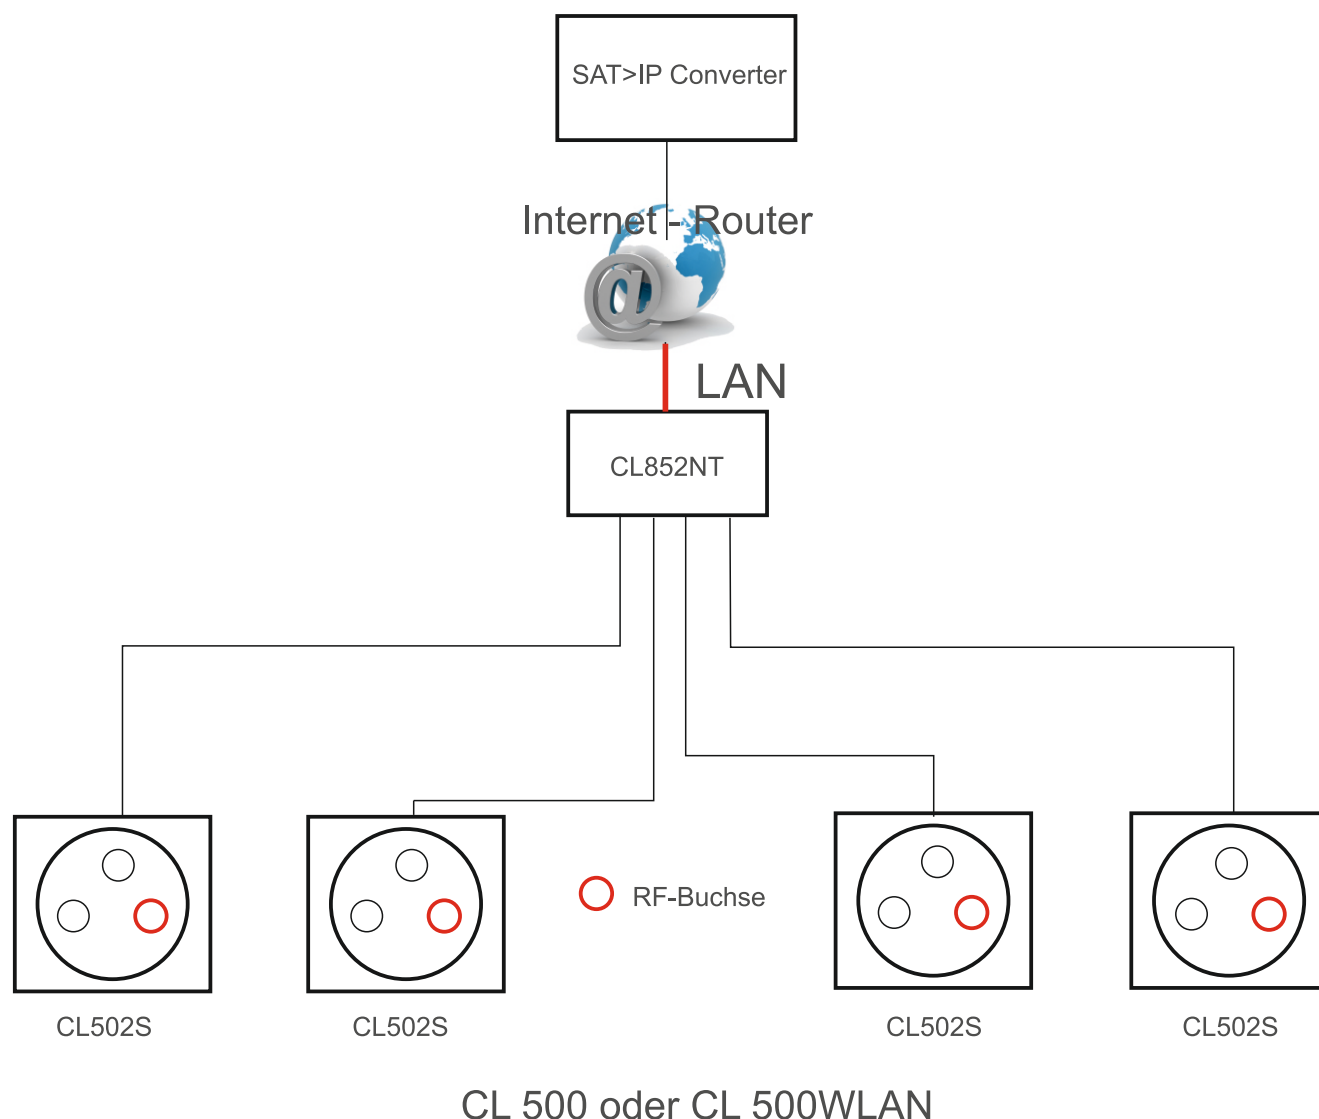 SAT>IP Converter
Internet - Router
LAN
CL852NT
RF-Buchse
CL502S CL502S CL502S CL502S
CL 500 oder CL 500WLAN